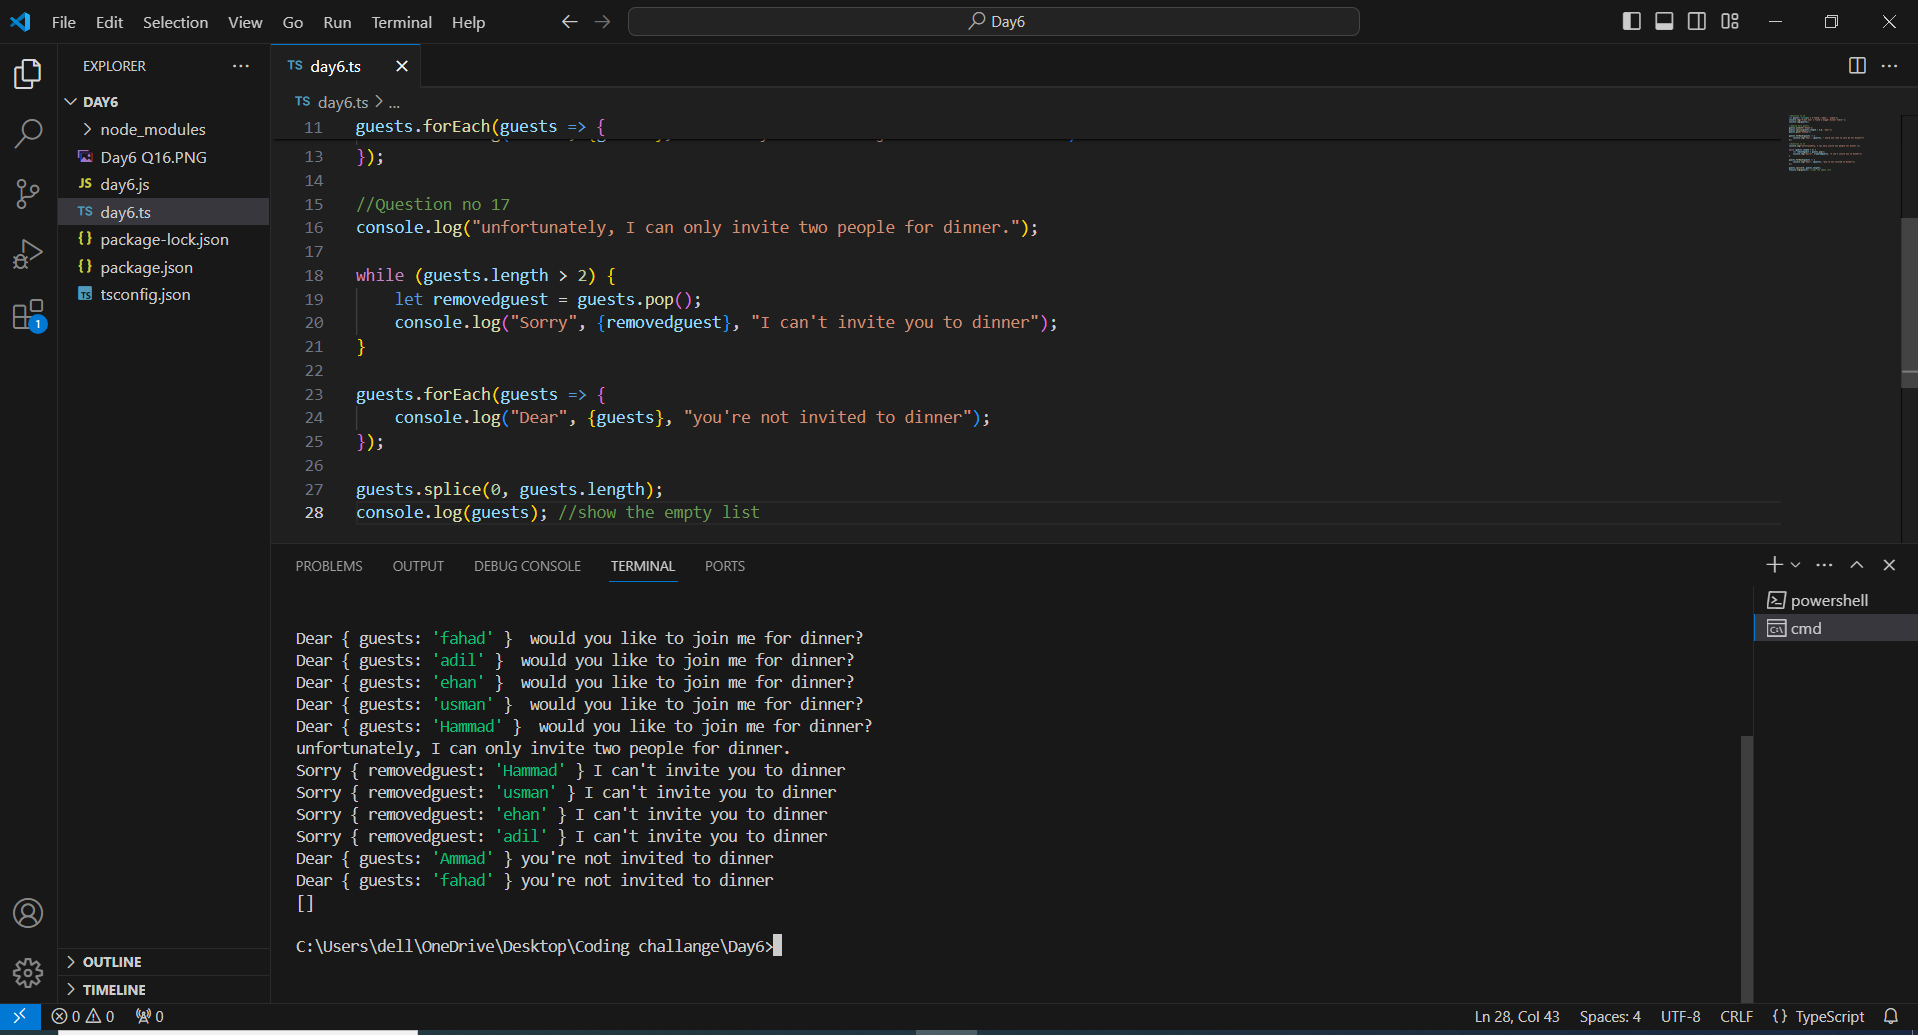 File Edit Selection View Go Run Terminal Help
Day6
EXPLORER
DAY6
node_modules
Day6 Q16.PNG
JS day6.js
TS day6.ts
{} package-lock.json
{} package.json
TS tsconfig.json
1
OUTLINE
TIMELINE
TS day6.ts
TS day6.ts > ...
11 guests.forEach(guests => {
13 });
14
15 //Question no 17
16 console.log("unfortunately, I can only invite two people for dinner.");
17
18 while (guests.length > 2) {
19 let removedguest = guests.pop();
20 console.log("Sorry", {removedguest}, "I can't invite you to dinner");
21 }
22
23 guests.forEach(guests => {
24 console.log("Dear", {guests}, "you're not invited to dinner");
25 });
26
27 guests.splice(0, guests.length);
28 console.log(guests); //show the empty list
PROBLEMS OUTPUT DEBUG CONSOLE TERMINAL PORTS
powershell
cmd
Dear { guests: 'fahad' }  would you like to join me for dinner?
Dear { guests: 'adil' }  would you like to join me for dinner?
Dear { guests: 'ehan' }  would you like to join me for dinner?
Dear { guests: 'usman' }  would you like to join me for dinner?
Dear { guests: 'Hammad' }  would you like to join me for dinner?
unfortunately, I can only invite two people for dinner.
Sorry { removedguest: 'Hammad' } I can't invite you to dinner
Sorry { removedguest: 'usman' } I can't invite you to dinner
Sorry { removedguest: 'ehan' } I can't invite you to dinner
Sorry { removedguest: 'adil' } I can't invite you to dinner
Dear { guests: 'Ammad' } you're not invited to dinner
Dear { guests: 'fahad' } you're not invited to dinner
[]
C:\Users\dell\OneDrive\Desktop\Coding challange\Day6>
0 0 0
Ln 28, Col 43 Spaces: 4 UTF-8 CRLF {} TypeScript